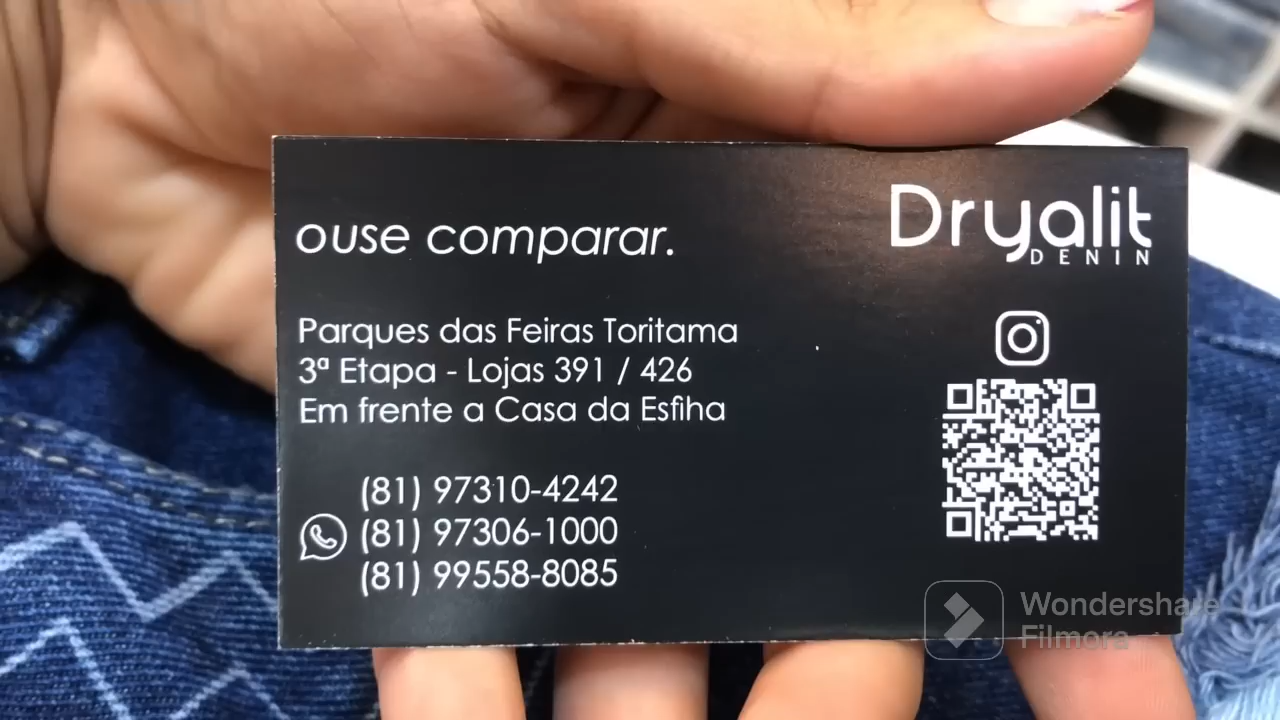 ouse comparar.
Dryalit
DENIN
Parques das Feiras Toritama
3ª Etapa - Lojas 391 / 426
Em frente a Casa da Esfiha
(81) 97310-4242
(81) 97306-1000
(81) 99558-8085
Wondershare
Filmora